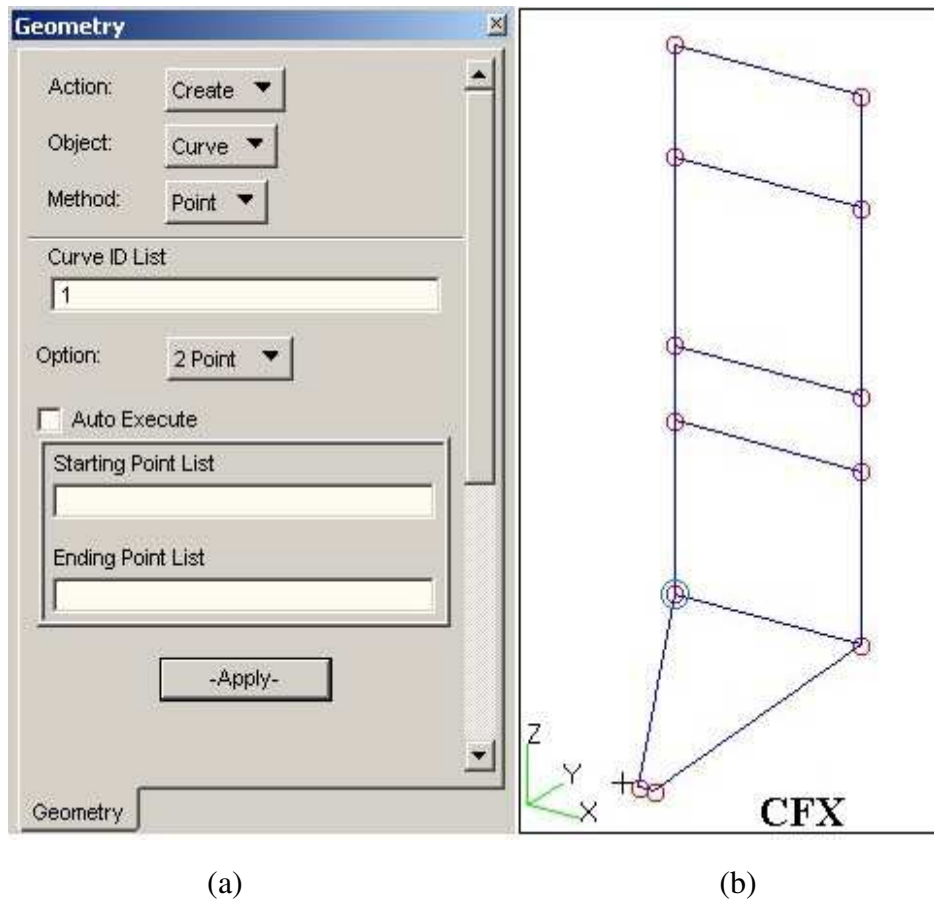 Geometry
Action: Create
Object: Curve
Method: Point
Curve ID List
1
Option: 2 Point
Auto Execute
Starting Point List
Ending Point List
-Apply-
Geometry
Z
Y
X
CFX
(a)
(b)